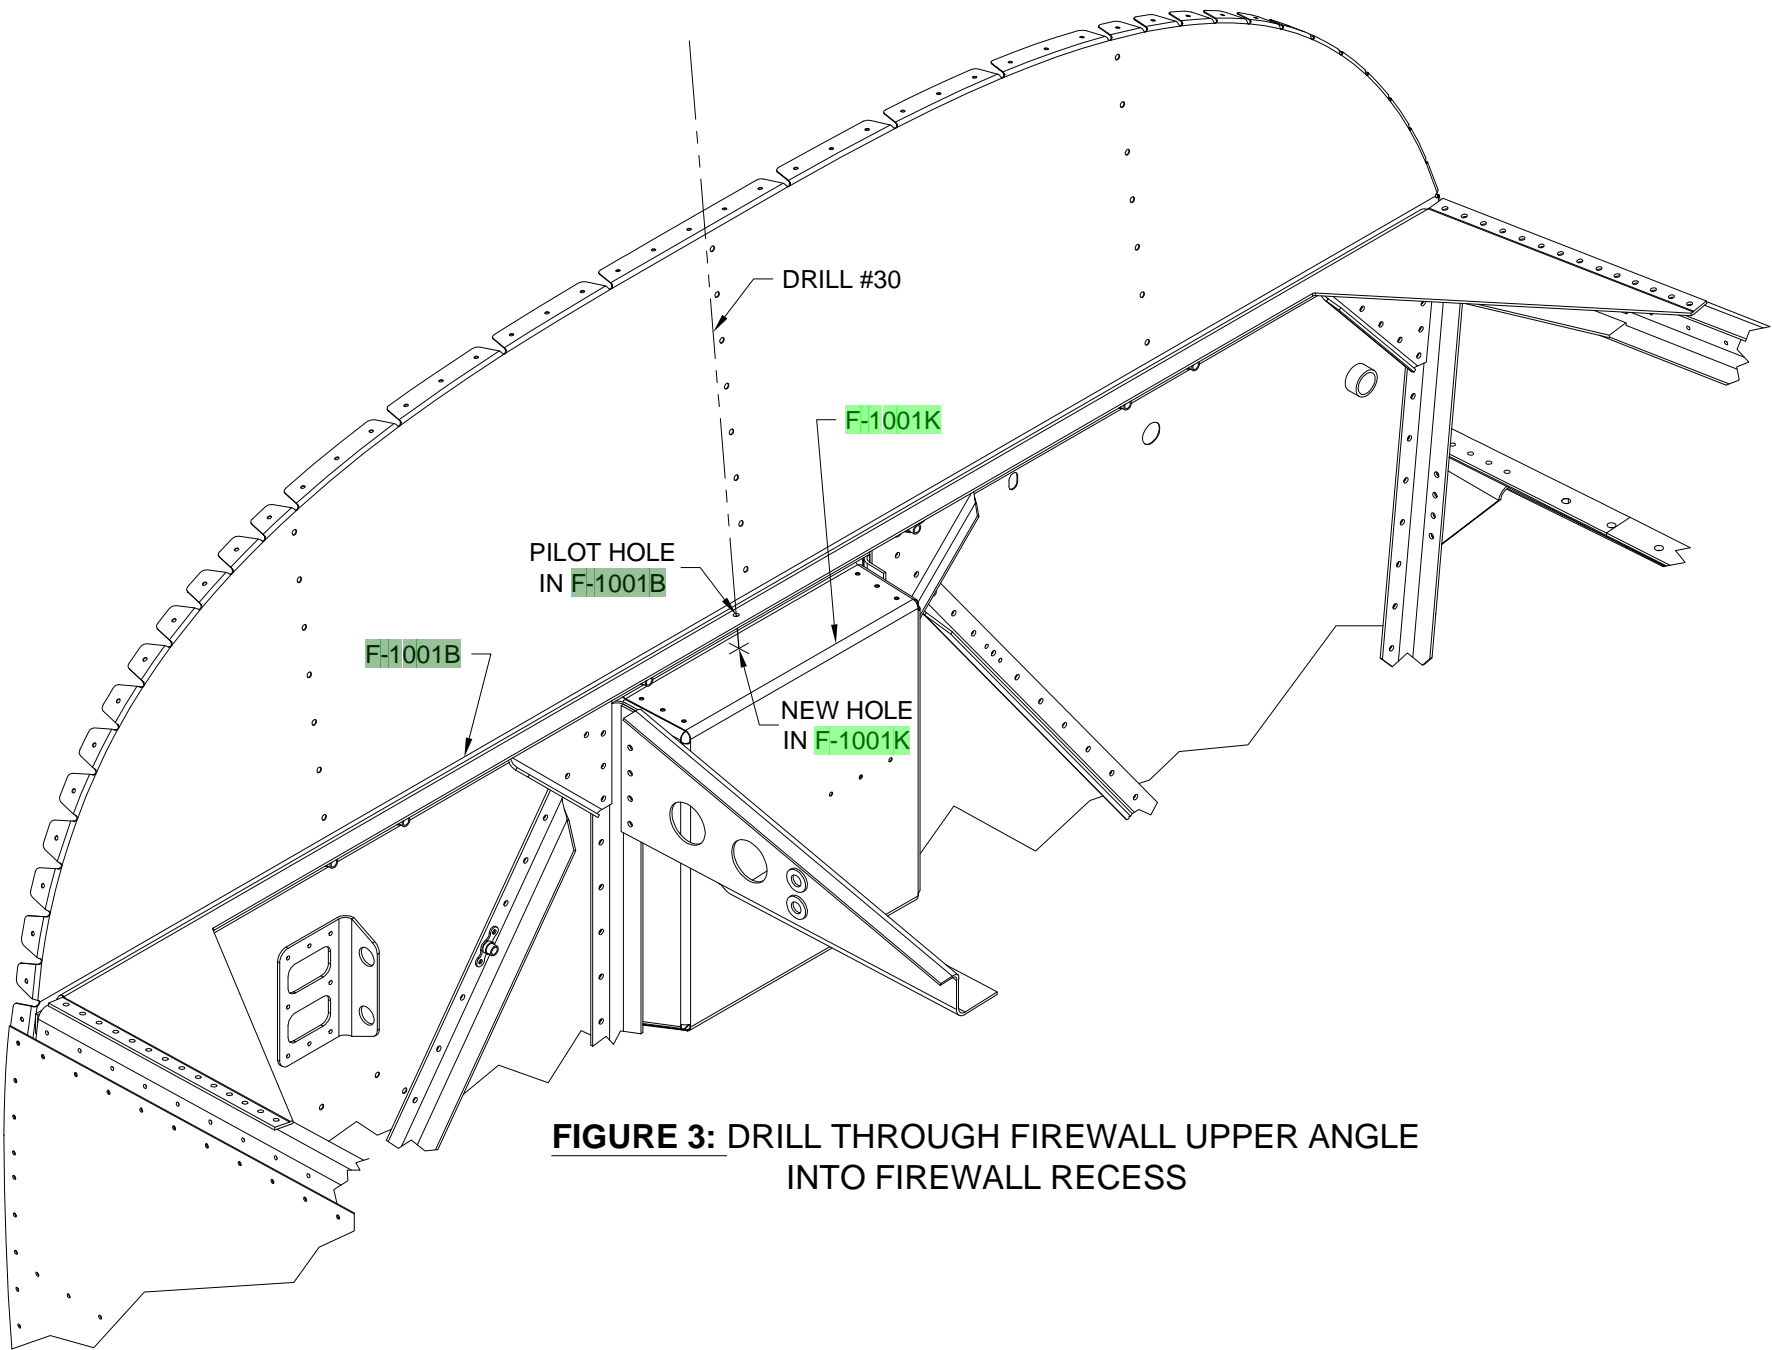 DRILL #30
F-1001K
PILOT HOLE
IN F-1001B
F-1001B
NEW HOLE
IN F-1001K
FIGURE 3: DRILL THROUGH FIREWALL UPPER ANGLE
INTO FIREWALL RECESS